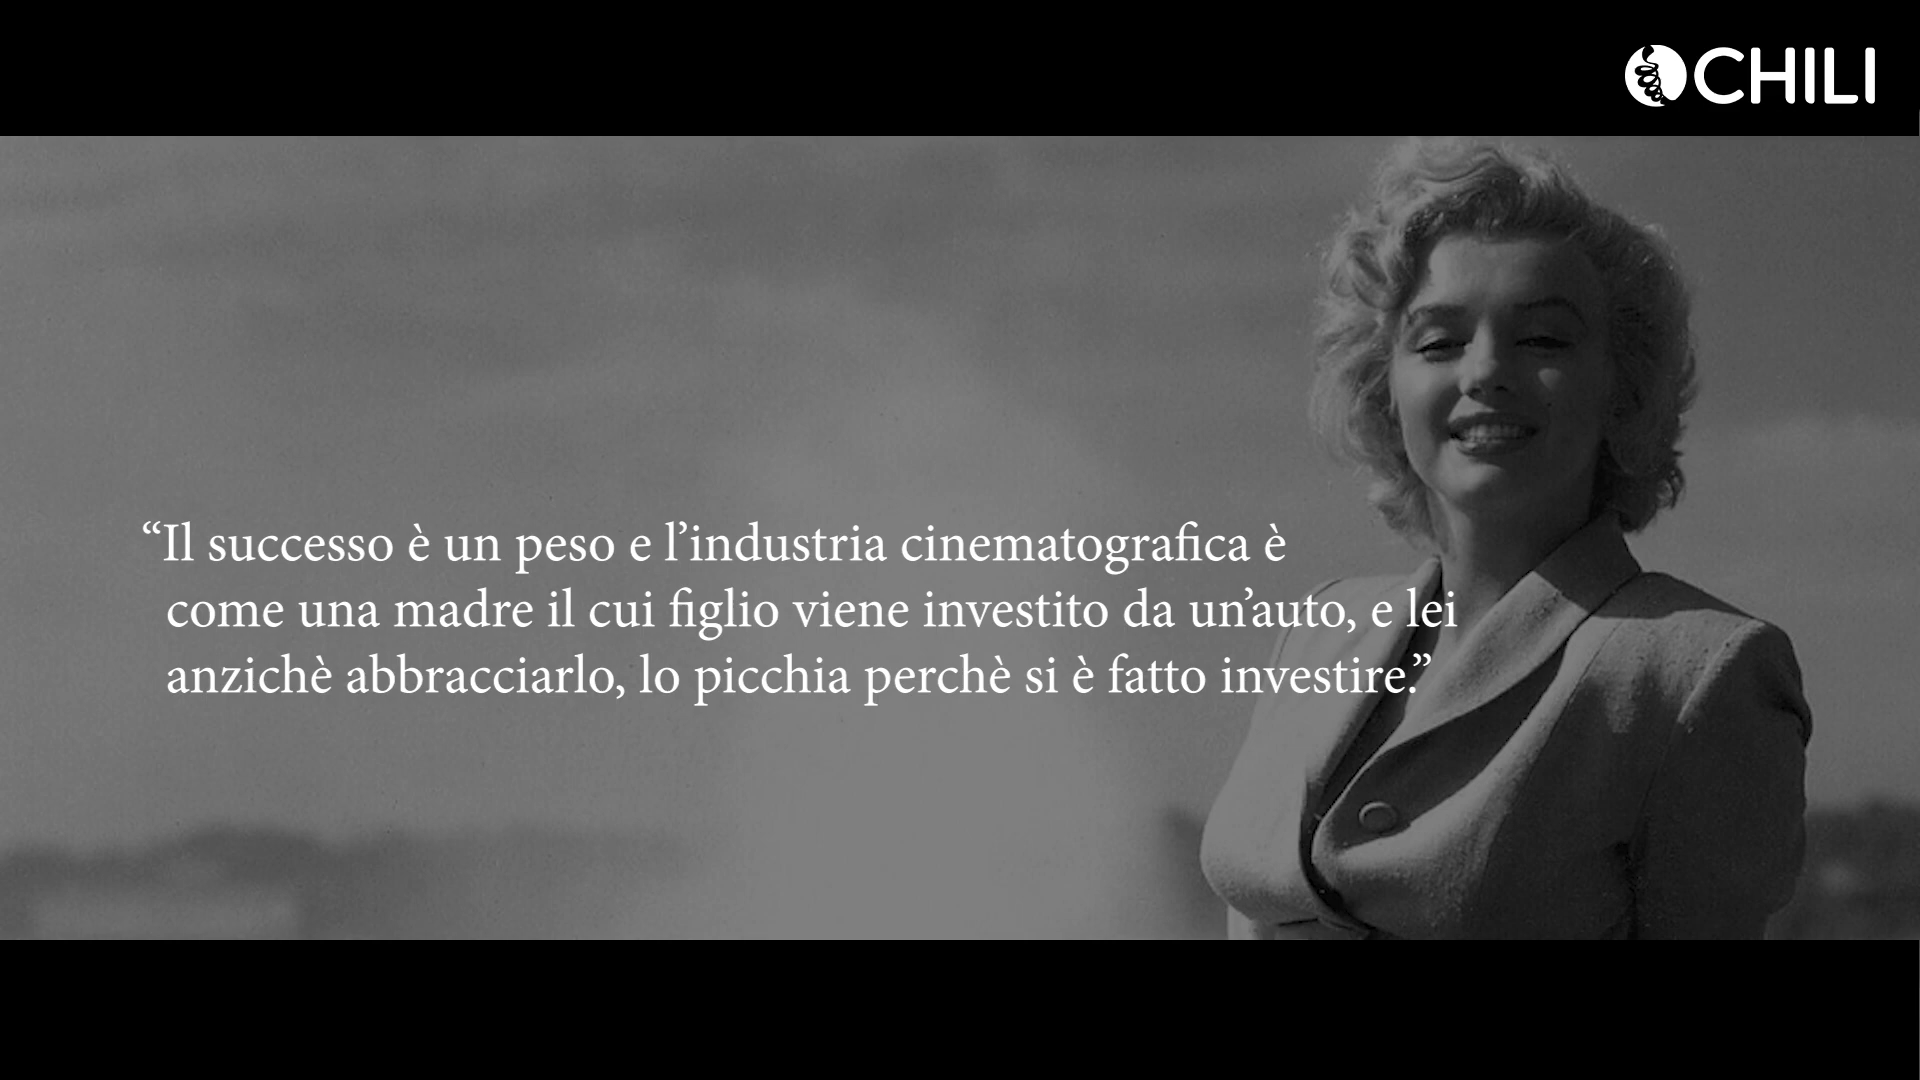 CHILI
“Il successo è un peso e l’industria cinematografica è
come una madre il cui figlio viene investito da un’auto, e lei
anzichè abbracciarlo, lo picchia perchè si è fatto investire.”